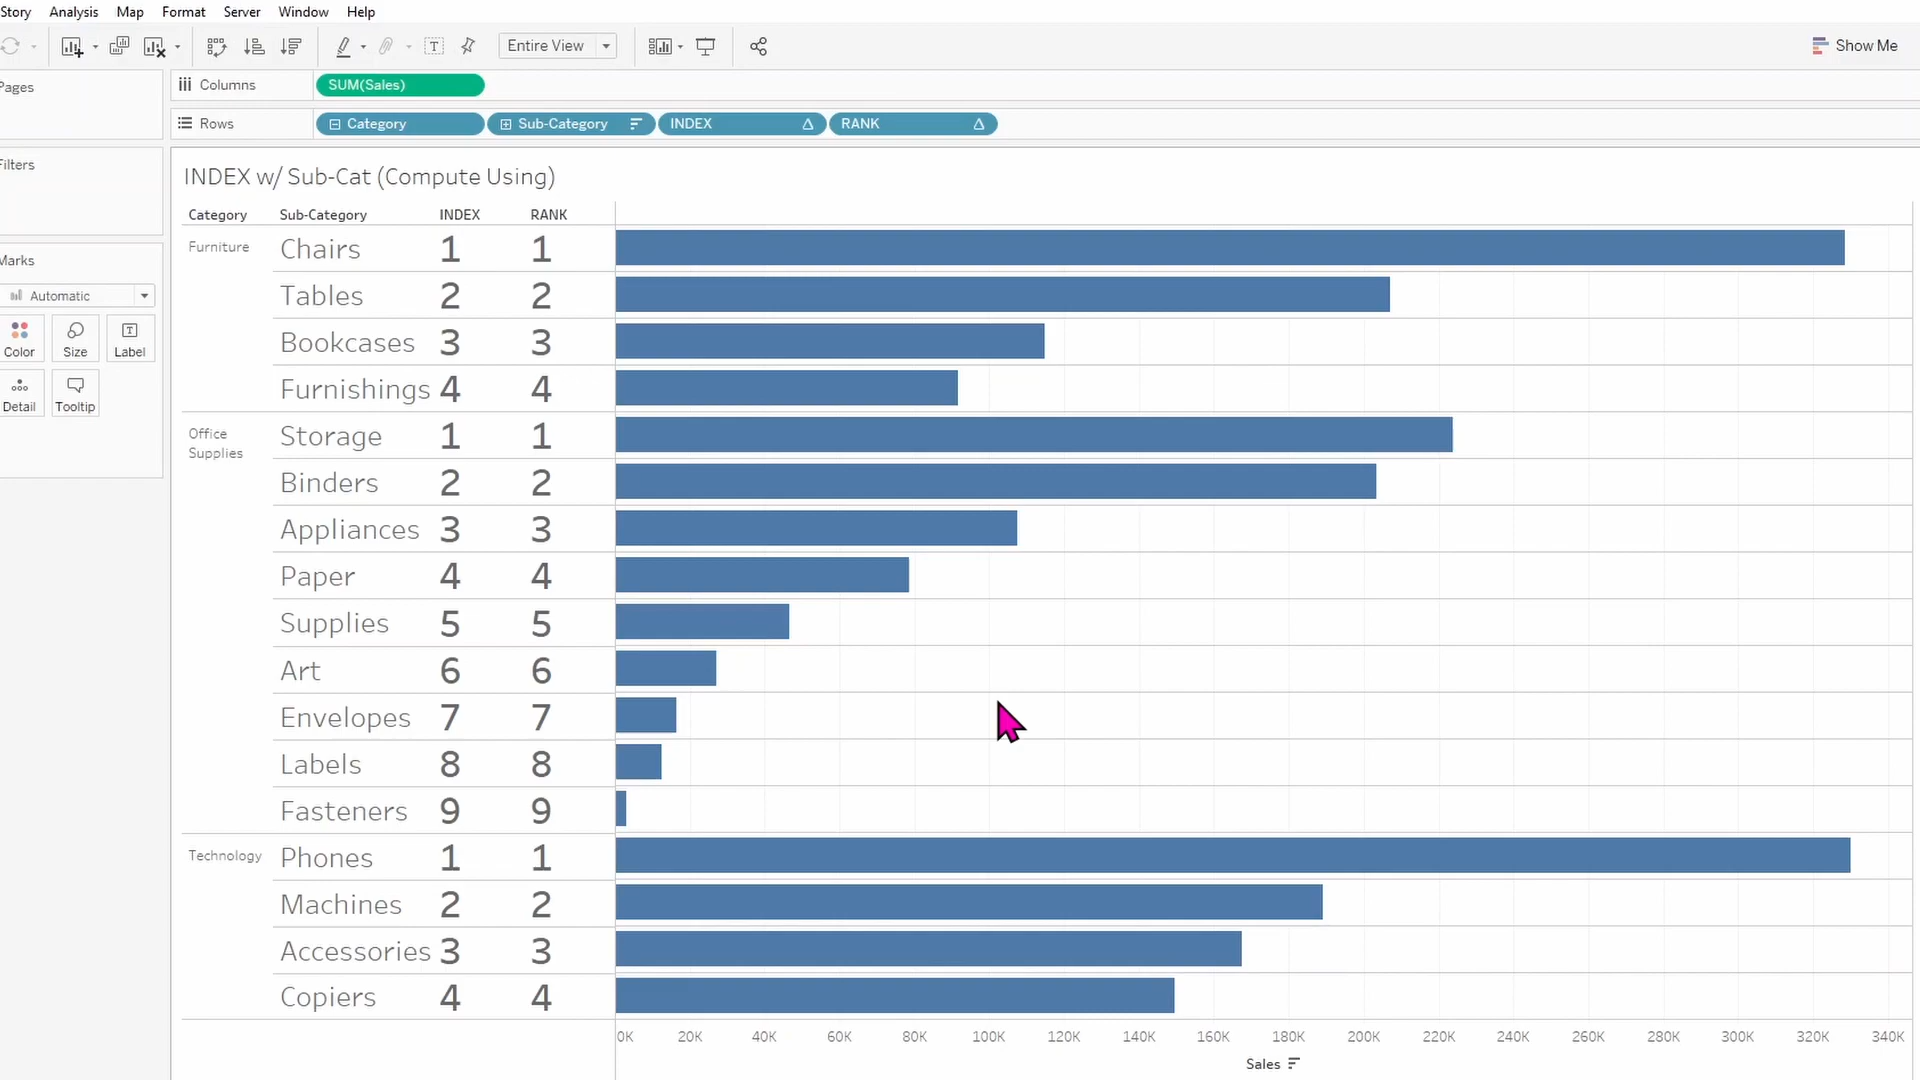 Story Analysis Map Format Server Window Help
Entire View Show Me
Pages
Columns SUM(Sales)
Rows Category Sub-Category INDEX RANK
Filters
INDEX w/ Sub-Cat (Compute Using)
Marks
Automatic
Color Size Label
Detail Tooltip
Category Sub-Category INDEX RANK
Furniture Chairs 1 1
Tables 2 2
Bookcases 3 3
Furnishings 4 4
Office Supplies Storage 1 1
Binders 2 2
Appliances 3 3
Paper 4 4
Supplies 5 5
Art 6 6
Envelopes 7 7
Labels 8 8
Fasteners 9 9
Technology Phones 1 1
Machines 2 2
Accessories 3 3
Copiers 4 4
0K 20K 40K 60K 80K 100K 120K 140K 160K 180K 200K 220K 240K 260K 280K 300K 320K 340K
Sales